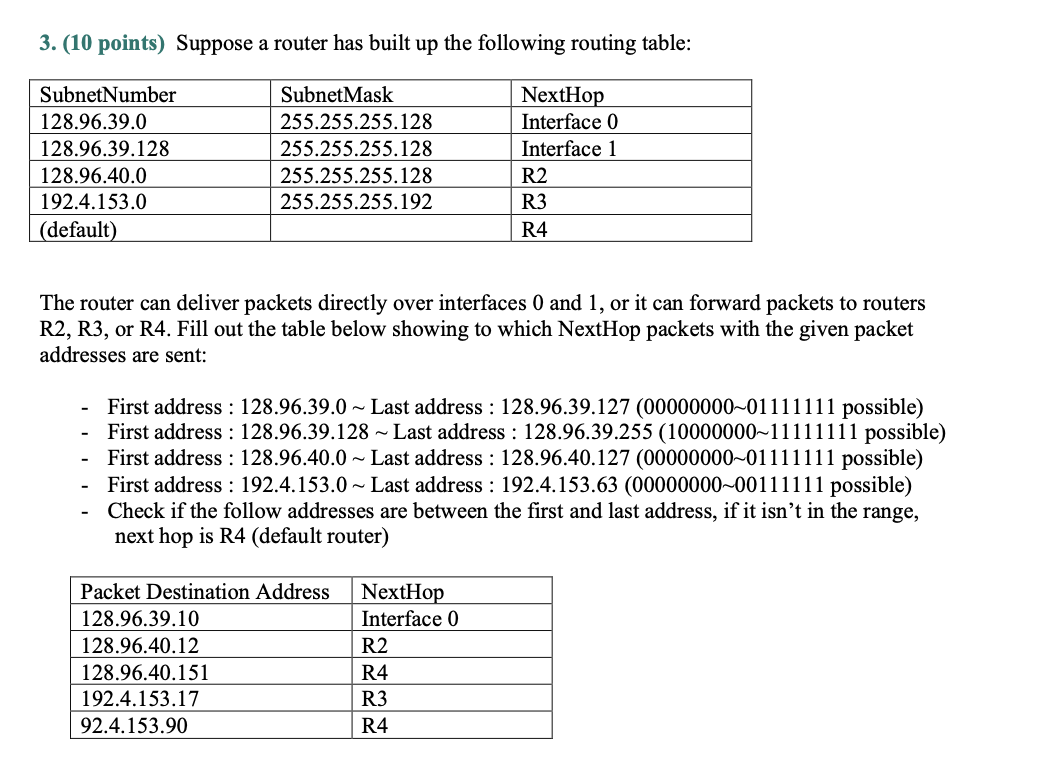 3. (10 points) Suppose a router has built up the following routing table:
SubnetNumber SubnetMask NextHop
128.96.39.0 255.255.255.128 Interface 0
128.96.39.128 255.255.255.128 Interface 1
128.96.40.0 255.255.255.128 R2
192.4.153.0 255.255.255.192 R3
(default) R4
The router can deliver packets directly over interfaces 0 and 1, or it can forward packets to routers
R2, R3, or R4. Fill out the table below showing to which NextHop packets with the given packet
addresses are sent:
- First address : 128.96.39.0 ~ Last address : 128.96.39.127 (00000000~01111111 possible)
- First address : 128.96.39.128 ~ Last address : 128.96.39.255 (10000000~11111111 possible)
- First address : 128.96.40.0 ~ Last address : 128.96.40.127 (00000000~01111111 possible)
- First address : 192.4.153.0 ~ Last address : 192.4.153.63 (00000000~00111111 possible)
- Check if the follow addresses are between the first and last address, if it isn’t in the range,
next hop is R4 (default router)
Packet Destination Address NextHop
128.96.39.10 Interface 0
128.96.40.12 R2
128.96.40.151 R4
192.4.153.17 R3
92.4.153.90 R4